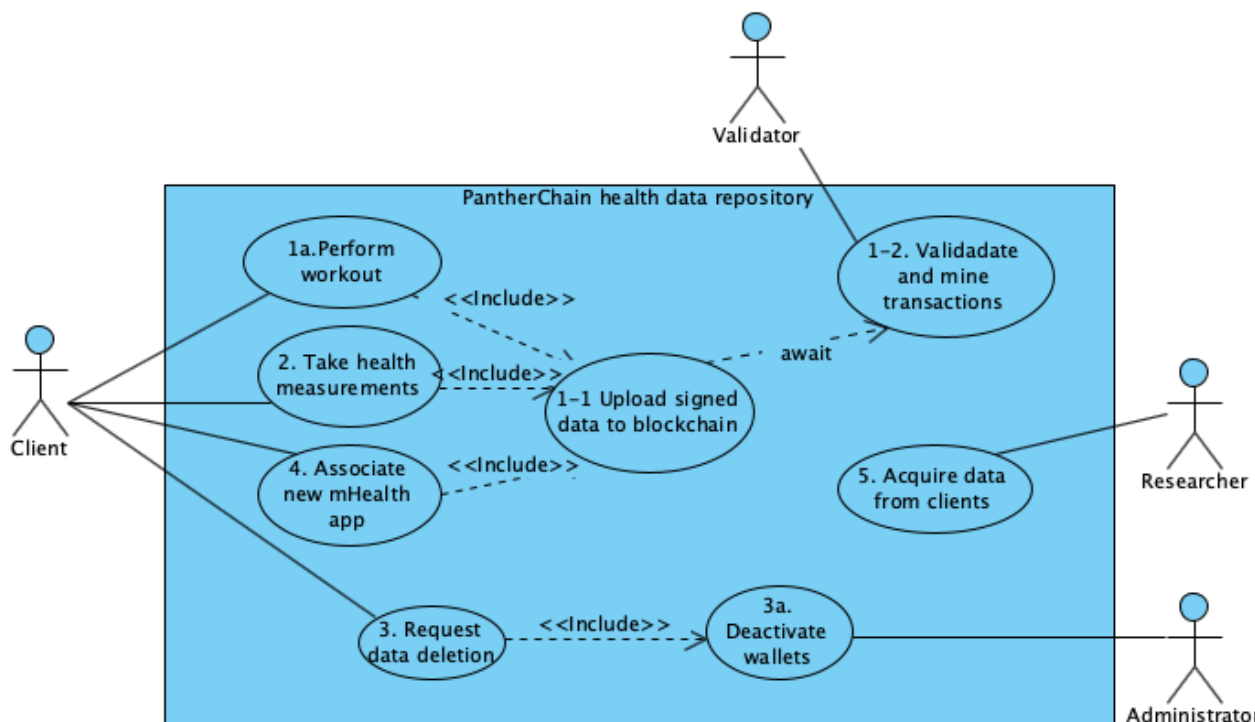 Validator
PantherChain health data repository
1a.Perform
workout
1-2. Validadate
and mine
transactions
<<Include>>
await
2. Take health
measurements
<<Include>>
1-1 Upload signed
data to blockchain
Client
4. Associate
new mHealth
app
<<Include>>
5. Acquire data
from clients
Researcher
3. Request
data deletion
<<Include>>
3a.
Deactivate
wallets
Administrator